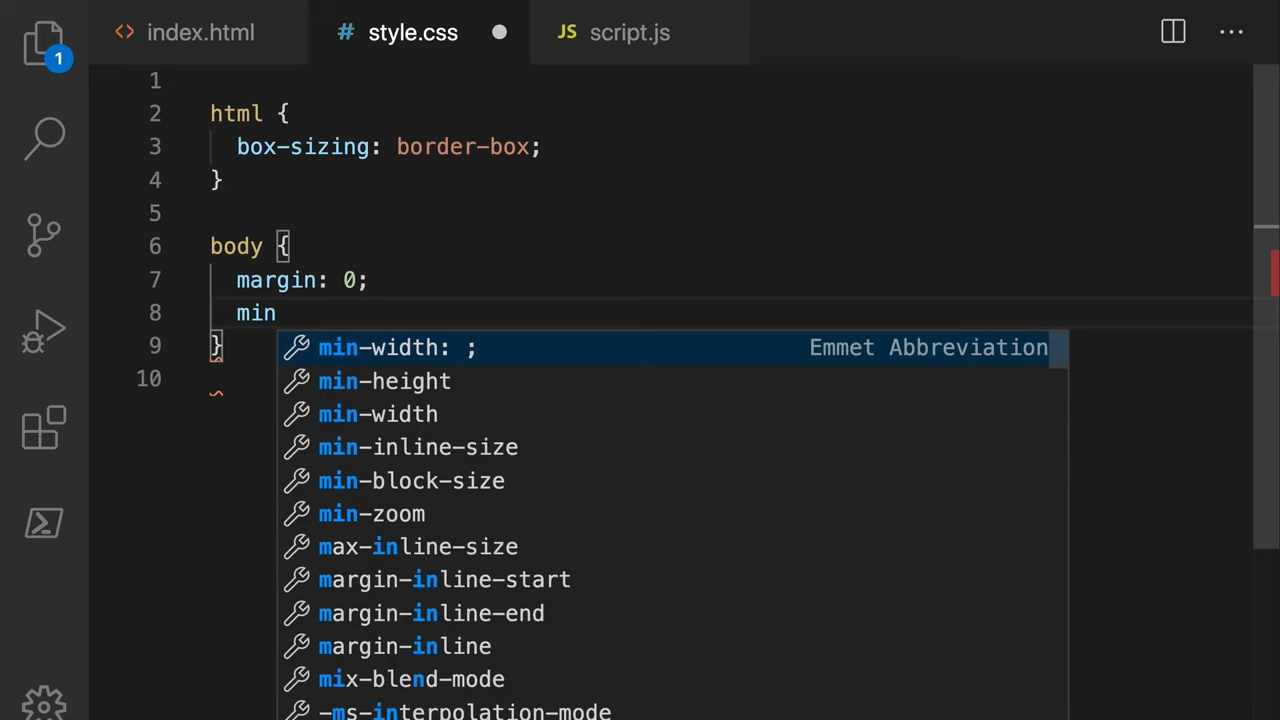 index.html
# style.css
JS script.js
1
1
2 html {
3 box-sizing: border-box;
4 }
5
6 body {
7 margin: 0;
8 min
9 }
min-width: ; Emmet Abbreviation
10
min-height
min-width
min-inline-size
min-block-size
min-zoom
max-inline-size
margin-inline-start
margin-inline-end
margin-inline
mix-blend-mode
-ms-interpolation-mode